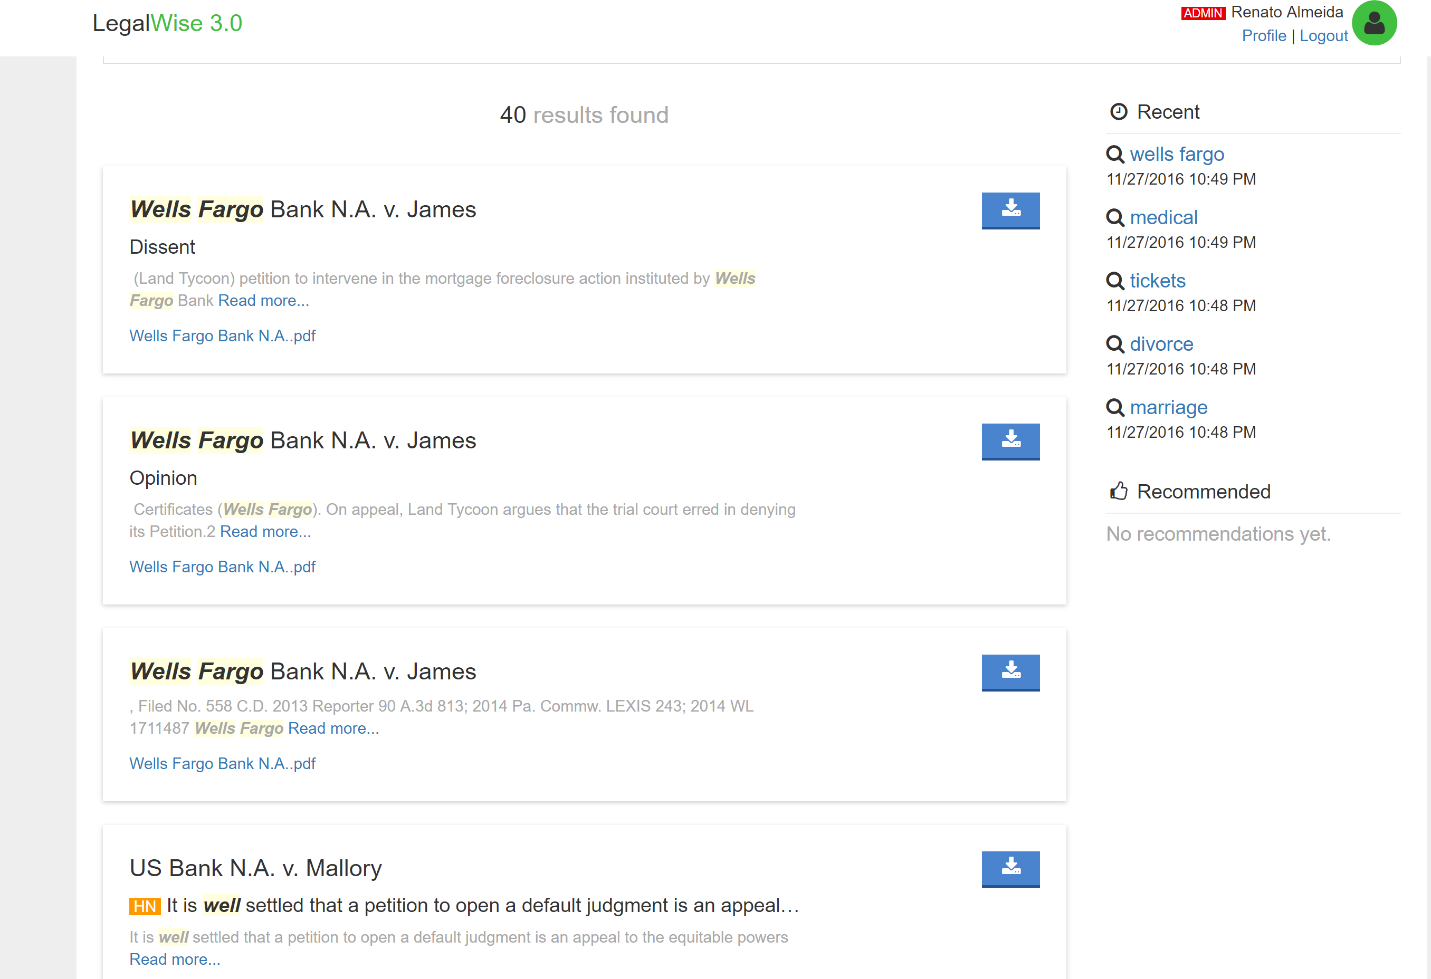 LegalWise 3.0
ADMIN Renato Almeida
Profile | Logout
40 results found
Wells Fargo Bank N.A. v. James
Dissent
(Land Tycoon) petition to intervene in the mortgage foreclosure action instituted by Wells
Fargo Bank Read more...
Wells Fargo Bank N.A..pdf
Wells Fargo Bank N.A. v. James
Opinion
Certificates (Wells Fargo). On appeal, Land Tycoon argues that the trial court erred in denying
its Petition.2 Read more...
Wells Fargo Bank N.A..pdf
Wells Fargo Bank N.A. v. James
, Filed No. 558 C.D. 2013 Reporter 90 A.3d 813; 2014 Pa. Commw. LEXIS 243; 2014 WL
1711487 Wells Fargo Read more...
Wells Fargo Bank N.A..pdf
US Bank N.A. v. Mallory
HN It is well settled that a petition to open a default judgment is an appeal…
It is well settled that a petition to open a default judgment is an appeal to the equitable powers
Read more...
Recent
wells fargo
11/27/2016 10:49 PM
medical
11/27/2016 10:49 PM
tickets
11/27/2016 10:48 PM
divorce
11/27/2016 10:48 PM
marriage
11/27/2016 10:48 PM
Recommended
No recommendations yet.